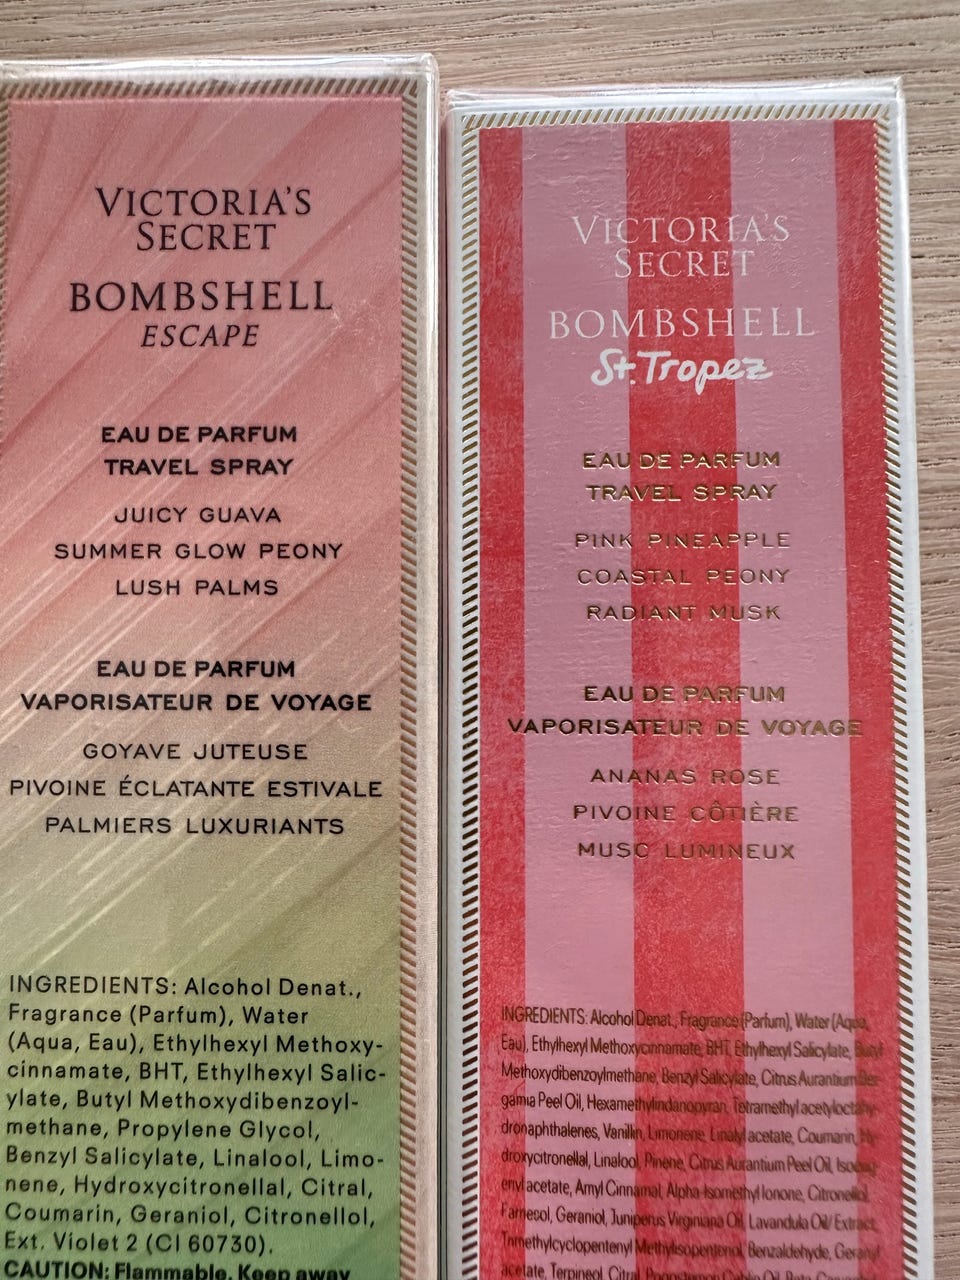 VICTORIA'S
SECRET
BOMBSHELL
ESCAPE
EAU DE PARFUM
TRAVEL SPRAY
JUICY GUAVA
SUMMER GLOW PEONY
LUSH PALMS
EAU DE PARFUM
VAPORISATEUR DE VOYAGE
GOYAVE JUTEUSE
PIVOINE ÉCLATANTE ESTIVALE
PALMIERS LUXURIANTS
INGREDIENTS: Alcohol Denat.,
Fragrance (Parfum), Water
(Aqua, Eau), Ethylhexyl Methoxy-
cinnamate, BHT, Ethylhexyl Salic-
ylate, Butyl Methoxydibenzoyl-
methane, Propylene Glycol,
Benzyl Salicylate, Linalool, Limo-
nene, Hydroxycitronellal, Citral,
Coumarin, Geraniol, Citronellol,
Ext. Violet 2 (CI 60730).
CAUTION: Flammable. Keep away
VICTORIA'S
SECRET
BOMBSHELL
St. Tropez
EAU DE PARFUM
TRAVEL SPRAY
PINK PINEAPPLE
COASTAL PEONY
RADIANT MUSK
EAU DE PARFUM
VAPORISATEUR DE VOYAGE
ANANAS ROSE
PIVOINE CÔTIÈRE
MUSC LUMINEUX
INGREDIENTS: Alcohol Denat., Fragrance (Parfum), Water (Aqua,
Eau), Ethylhexyl Methoxycinnamate, BHT, Ethylhexyl Salicylate, Butyl
Methoxydibenzoylmethane, Benzyl Salicylate, Citrus Aurantium Ber-
gamia Peel Oil, Hexamethylindanopyran, Tetramethyl acetyloctahy-
dronaphthalenes, Vanillin, Limonene, Linalyl acetate, Coumarin, Hy-
droxycitronellal, Linalool, Pinene, Citrus Aurantium Peel Oil, Isoeug-
enyl acetate, Amyl Cinnamal, Alpha-Isomethyl Ionone, Citronellol,
Farnesol, Geraniol, Juniperus Virginiana Oil, Lavandula Oil/Extract,
Trimethylcyclopentenyl Methylisopentenol, Benzaldehyde, Geranyl
acetate, Terpineol, Citral, Pogostemon Cablin Oil,